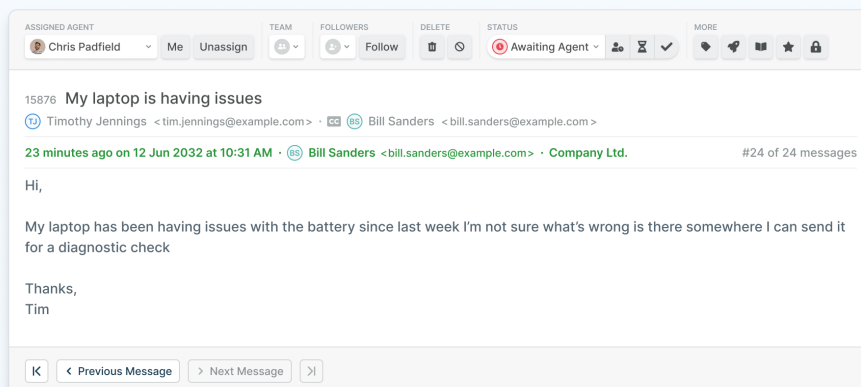 ASSIGNED AGENT TEAM FOLLOWERS DELETE STATUS MORE
Chris Padfield Me Unassign Follow Awaiting Agent
15876 My laptop is having issues
TJ Timothy Jennings <tim.jennings@example.com> · CC BS Bill Sanders <bill.sanders@example.com>
23 minutes ago on 12 Jun 2032 at 10:31 AM · BS Bill Sanders <bill.sanders@example.com> · Company Ltd. #24 of 24 messages
Hi,
My laptop has been having issues with the battery since last week I’m not sure what’s wrong is there somewhere I can send it
for a diagnostic check
Thanks,
Tim
Previous Message Next Message